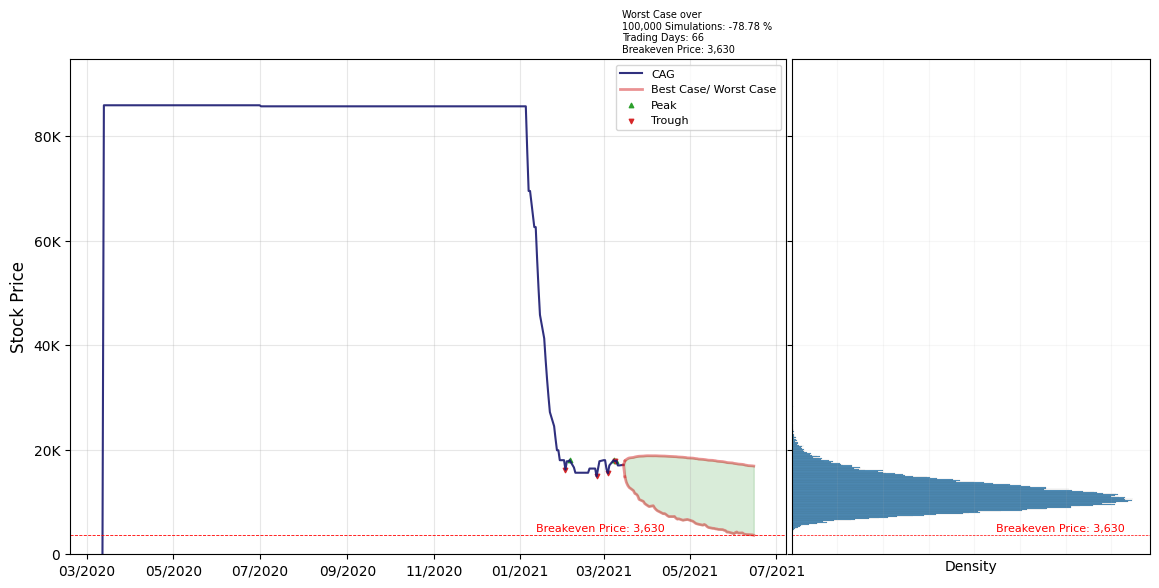 Worst Case over
100,000 Simulations: -78.78 %
Trading Days: 66
Breakeven Price: 3,630
CAG
Best Case/ Worst Case
Peak
Trough
Stock Price
80K
60K
40K
20K
0
Breakeven Price: 3,630
Breakeven Price: 3,630
03/2020 05/2020 07/2020 09/2020 11/2020 01/2021 03/2021 05/2021 07/2021
Density